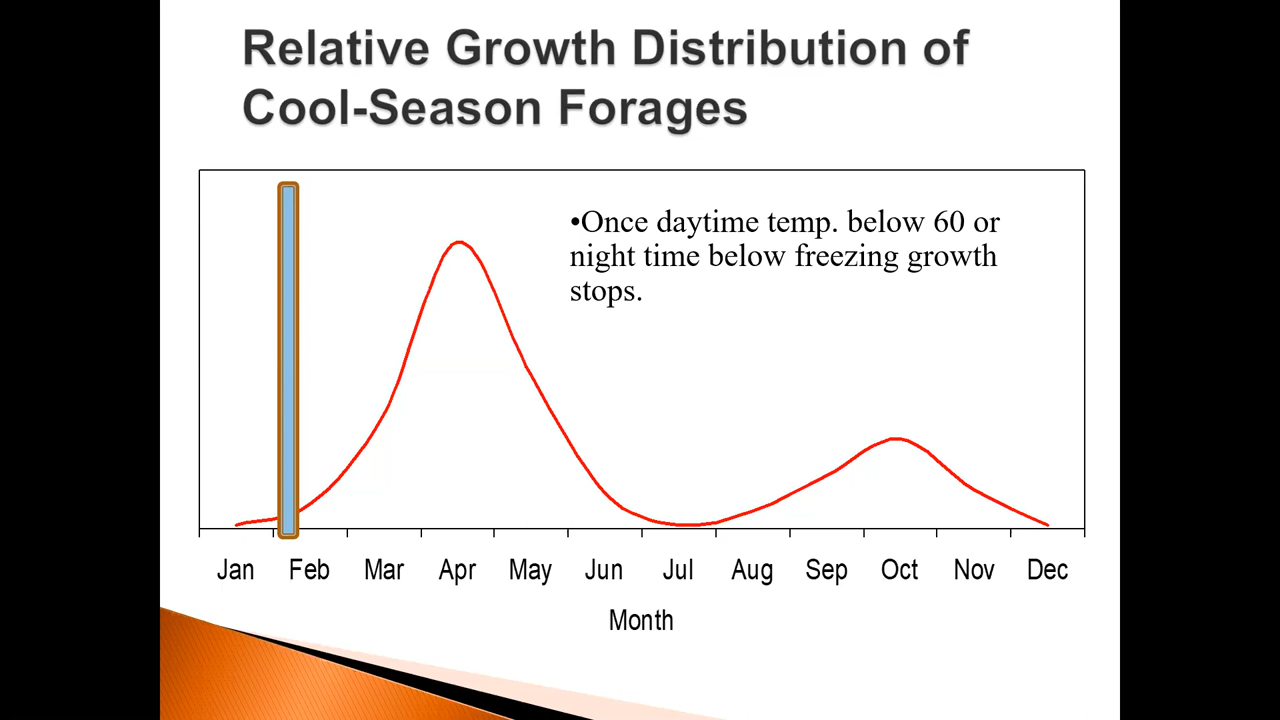 Relative Growth Distribution of
Cool-Season Forages
•Once daytime temp. below 60 or
night time below freezing growth
stops.
Jan Feb Mar Apr May Jun Jul Aug Sep Oct Nov Dec
Month